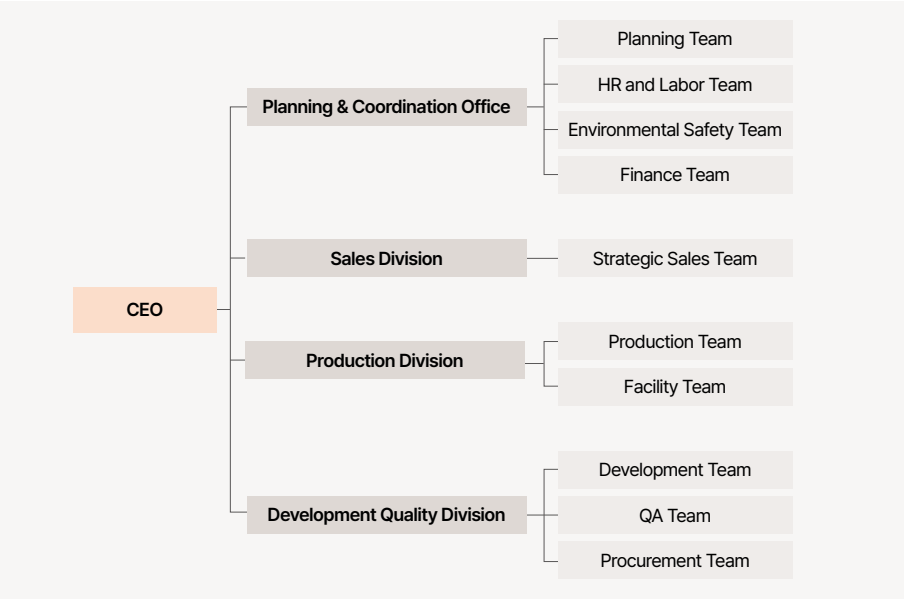 CEO
Planning & Coordination Office
Planning Team
HR and Labor Team
Environmental Safety Team
Finance Team
Sales Division
Strategic Sales Team
Production Division
Production Team
Facility Team
Development Quality Division
Development Team
QA Team
Procurement Team